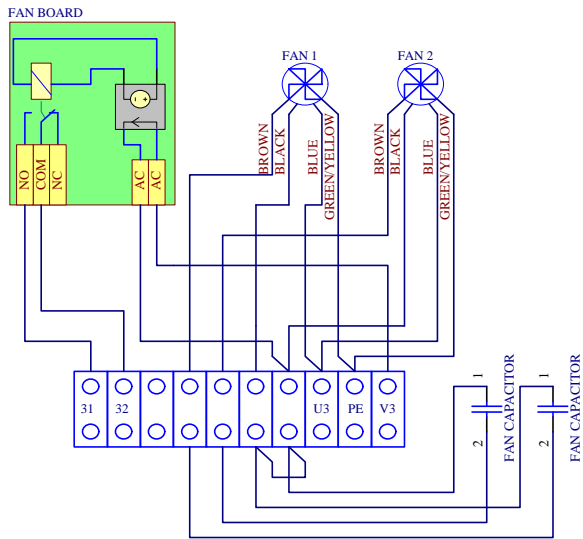 FAN BOARD
FAN 1
FAN 2
NO
COM
NC
AC
AC
BROWN
BLACK
BLUE
GREEN/YELLOW
BROWN
BLACK
BLUE
GREEN/YELLOW
31
32
U3
PE
V3
1
2
FAN CAPACITOR
1
2
FAN CAPACITOR